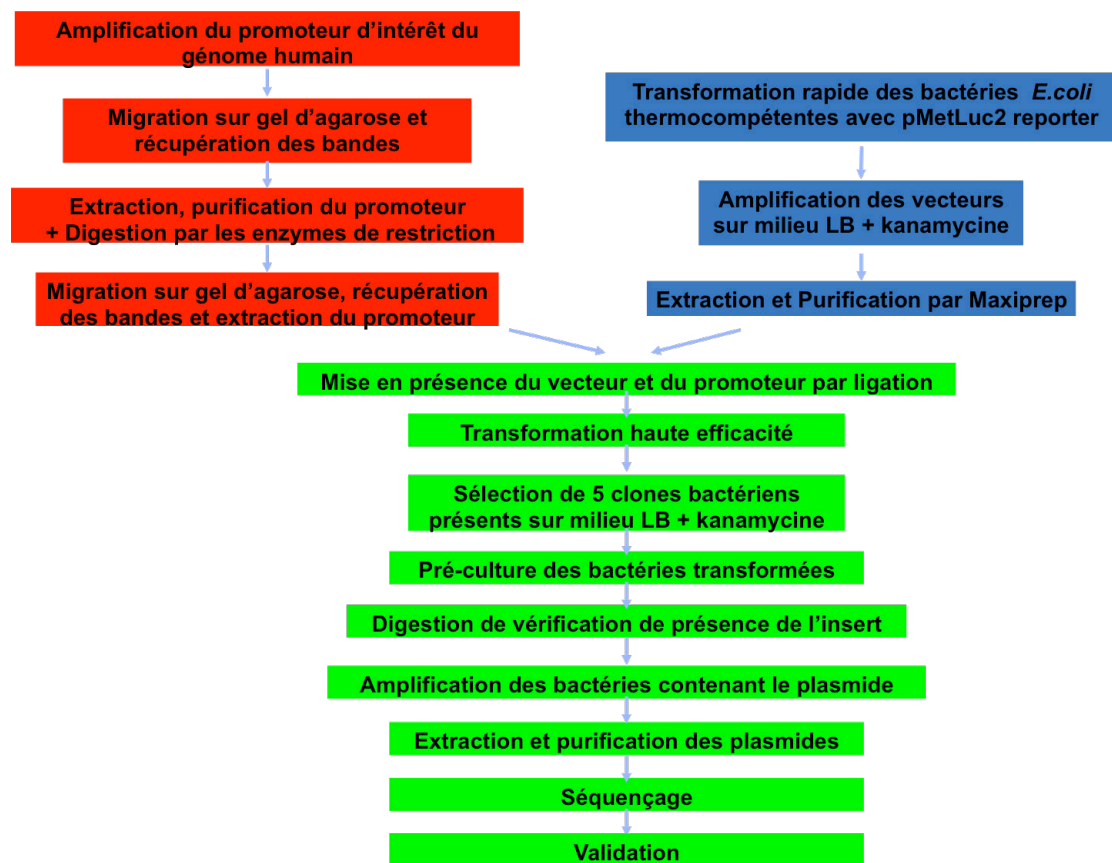 Amplification du promoteur d’intérêt du
génome humain
Migration sur gel d’agarose et
récupération des bandes
Extraction, purification du promoteur
+ Digestion par les enzymes de restriction
Migration sur gel d’agarose, récupération
des bandes et extraction du promoteur
Transformation rapide des bactéries E.coli
thermocompétentes avec pMetLuc2 reporter
Amplification des vecteurs
sur milieu LB + kanamycine
Extraction et Purification par Maxiprep
Mise en présence du vecteur et du promoteur par ligation
Transformation haute efficacité
Sélection de 5 clones bactériens
présents sur milieu LB + kanamycine
Pré-culture des bactéries transformées
Digestion de vérification de présence de l’insert
Amplification des bactéries contenant le plasmide
Extraction et purification des plasmides
Séquençage
Validation